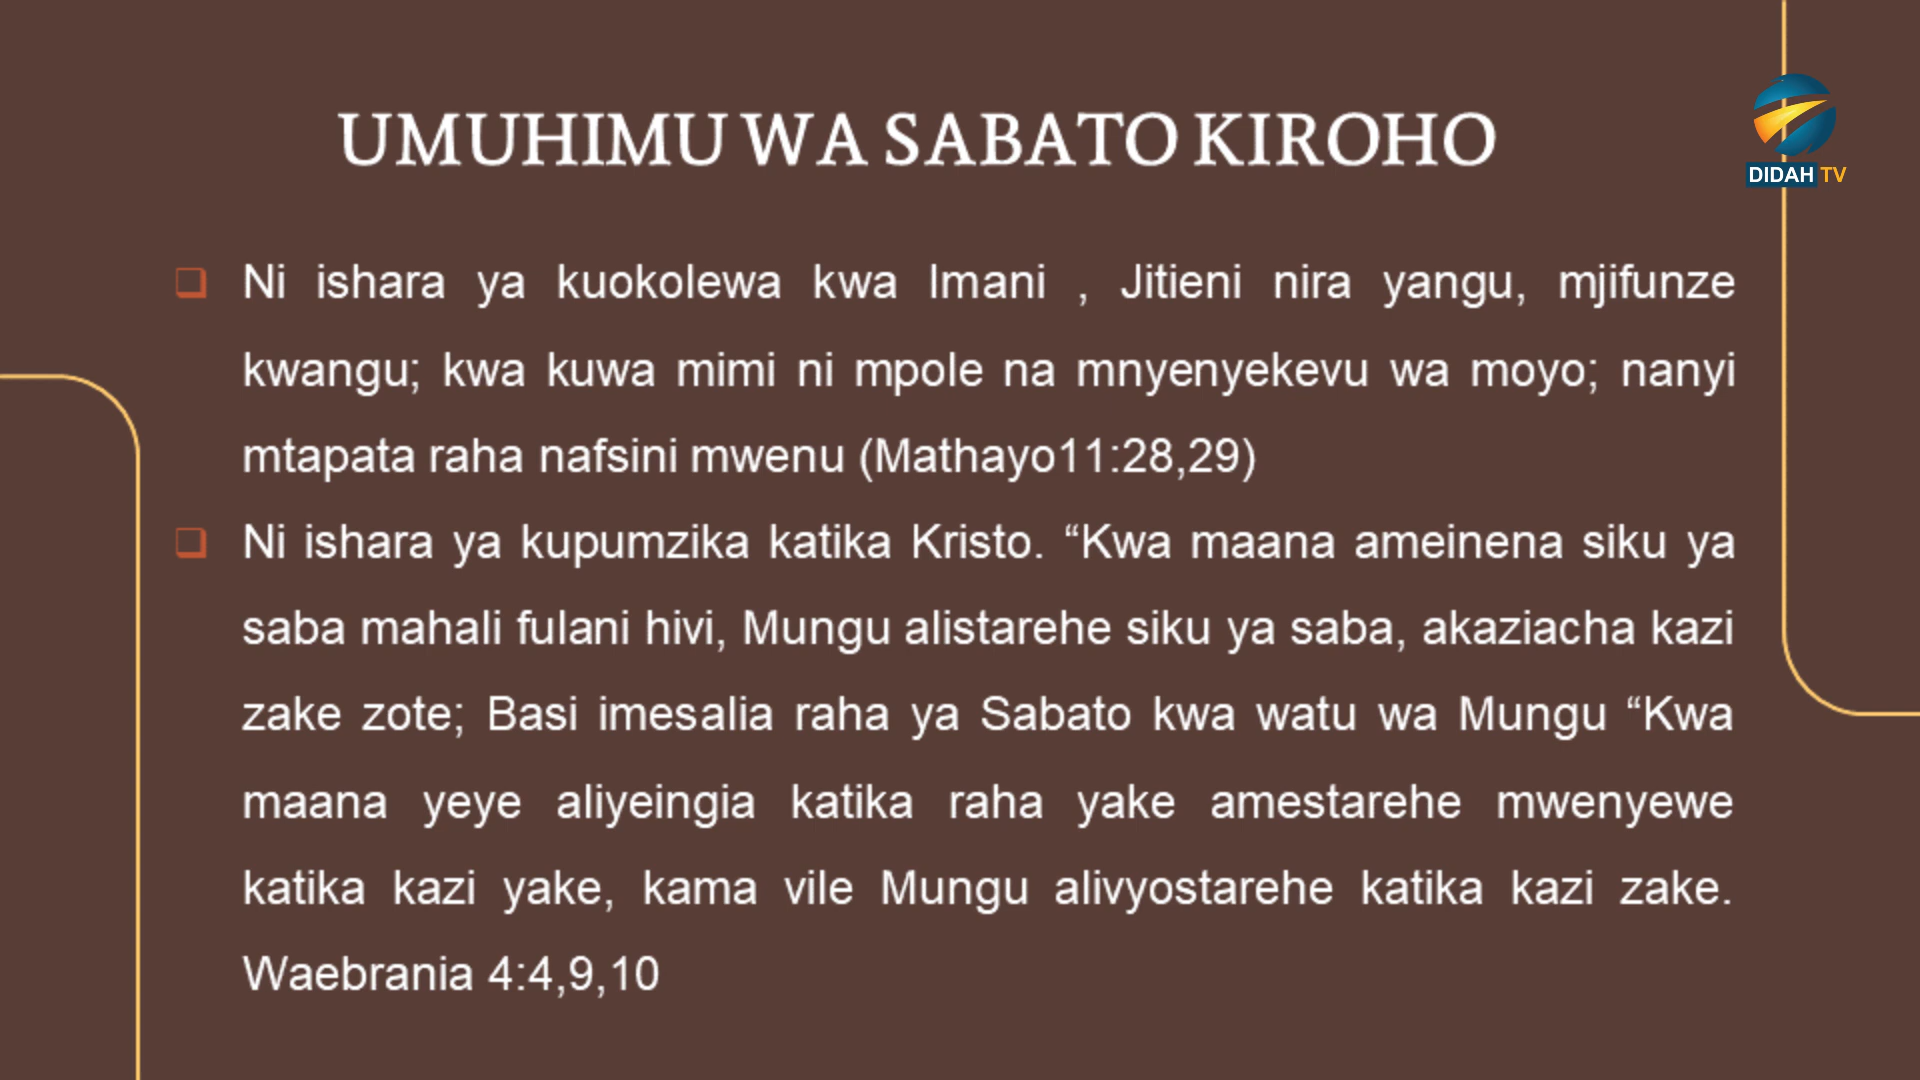 UMUHIMU WA SABATO KIROHO
DIDAH TV
Ni ishara ya kuokolewa kwa Imani , Jitieni nira yangu, mjifunze
kwangu; kwa kuwa mimi ni mpole na mnyenyekevu wa moyo; nanyi
mtapata raha nafsini mwenu (Mathayo11:28,29)
Ni ishara ya kupumzika katika Kristo. “Kwa maana ameinena siku ya
saba mahali fulani hivi, Mungu alistarehe siku ya saba, akaziacha kazi
zake zote; Basi imesalia raha ya Sabato kwa watu wa Mungu “Kwa
maana yeye aliyeingia katika raha yake amestarehe mwenyewe
katika kazi yake, kama vile Mungu alivyostarehe katika kazi zake.
Waebrania 4:4,9,10